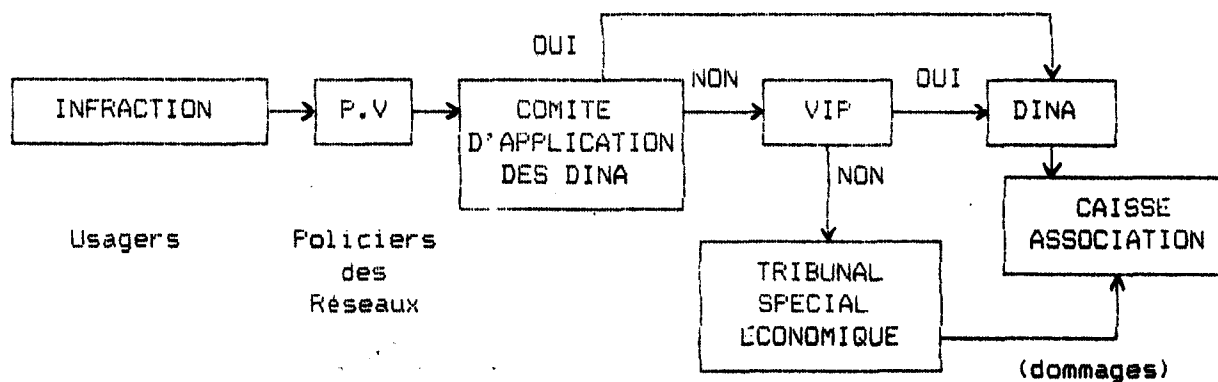 OUI
INFRACTION
P.V
COMITE
D'APPLICATION
DES DINA
NON
VIP
OUI
DINA
NON
CAISSE
ASSOCIATION
Usagers
Policiers
des
Réseaux
TRIBUNAL
SPECIAL
ECONOMIQUE
(dommages)